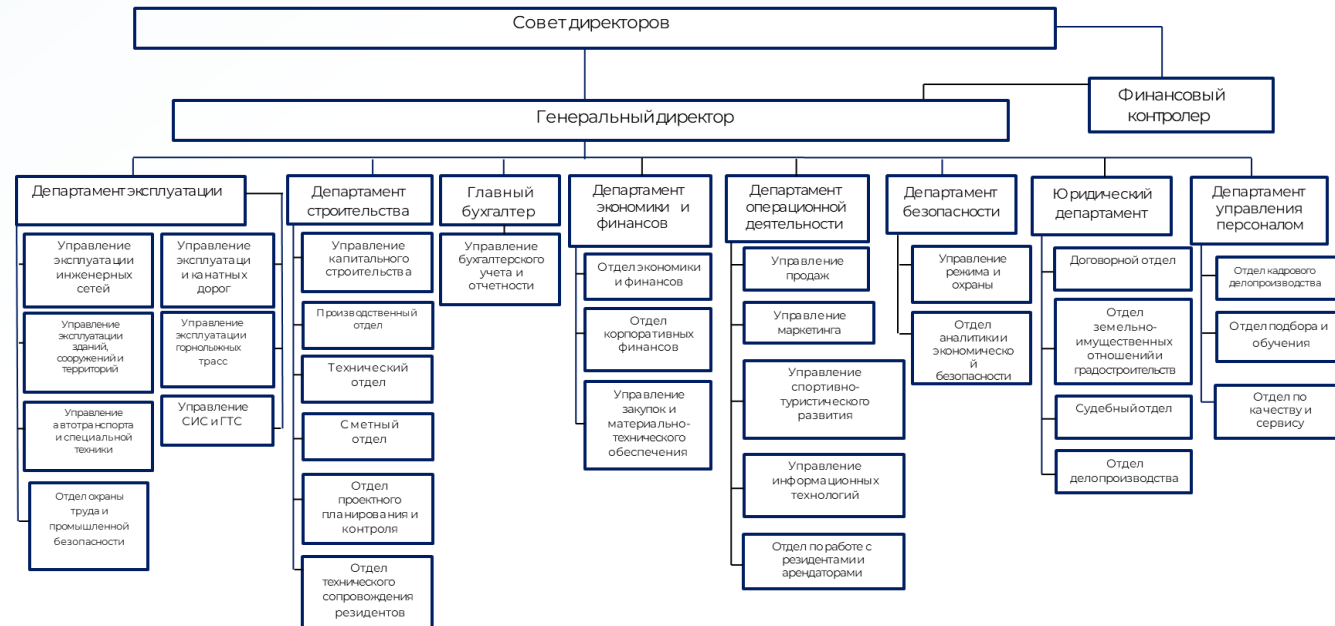 Совет директоров
Финансовый
контролер
Генеральный директор
Департамент эксплуатации
Управление
эксплуатации
инженерных
сетей
Управление
эксплуатаци
и канатных
дорог
Управление
эксплуатации
зданий,
сооружений и
территорий
Управление
эксплуатации
горнолыжных
трасс
Управление
автотранспорта
и специальной
техники
Управление
СИС и ГТС
Отдел охраны
труда и
промышленной
безопасности
Департамент
строительства
Управление
капитального
строительства
Производственный
отдел
Технический
отдел
Сметный
отдел
Отдел
проектного
планирования и
контроля
Отдел
технического
сопровождения
резидентов
Главный
бухгалтер
Управление
бухгалтерского
учета и
отчетности
Департамент
экономики и
финансов
Отдел экономики
и финансов
Отдел
корпоративных
финансов
Управление
закупок и
материально-
технического
обеспечения
Департамент
операционной
деятельности
Управление
продаж
Управление
маркетинга
Управление
спортивно-
туристического
развития
Управление
информационных
технологий
Отдел по работе с
резидентами и
арендаторами
Департамент
безопасности
Управление
режима и
охраны
Отдел
аналитики и
экономическо
й
безопасности
Юридический
департамент
Договорной отдел
Отдел
земельно-
имущественных
отношений и
градостроительств
Судебный отдел
Отдел
делопроизводства
Департамент
управления
персоналом
Отдел кадрового
делопроизводства
Отдел подбора и
обучения
Отдел по
качеству и
сервису